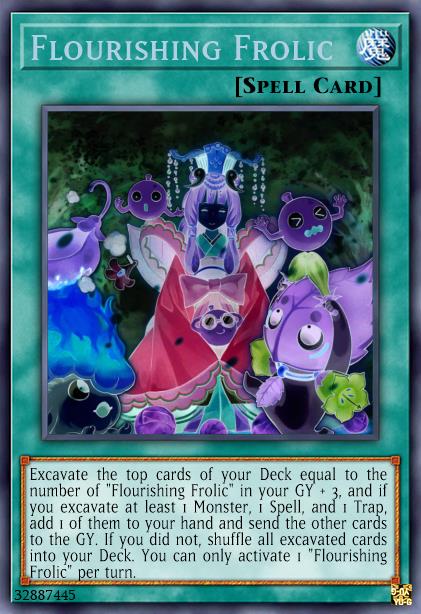 Flourishing Frolic
魔
[Spell Card]
Excavate the top cards of your Deck equal to the
number of "Flourishing Frolic" in your GY + 3, and if
you excavate at least 1 Monster, 1 Spell, and 1 Trap,
add 1 of them to your hand and send the other cards
to the GY. If you did not, shuffle all excavated cards
into your Deck. You can only activate 1 "Flourishing
Frolic" per turn.
32887445